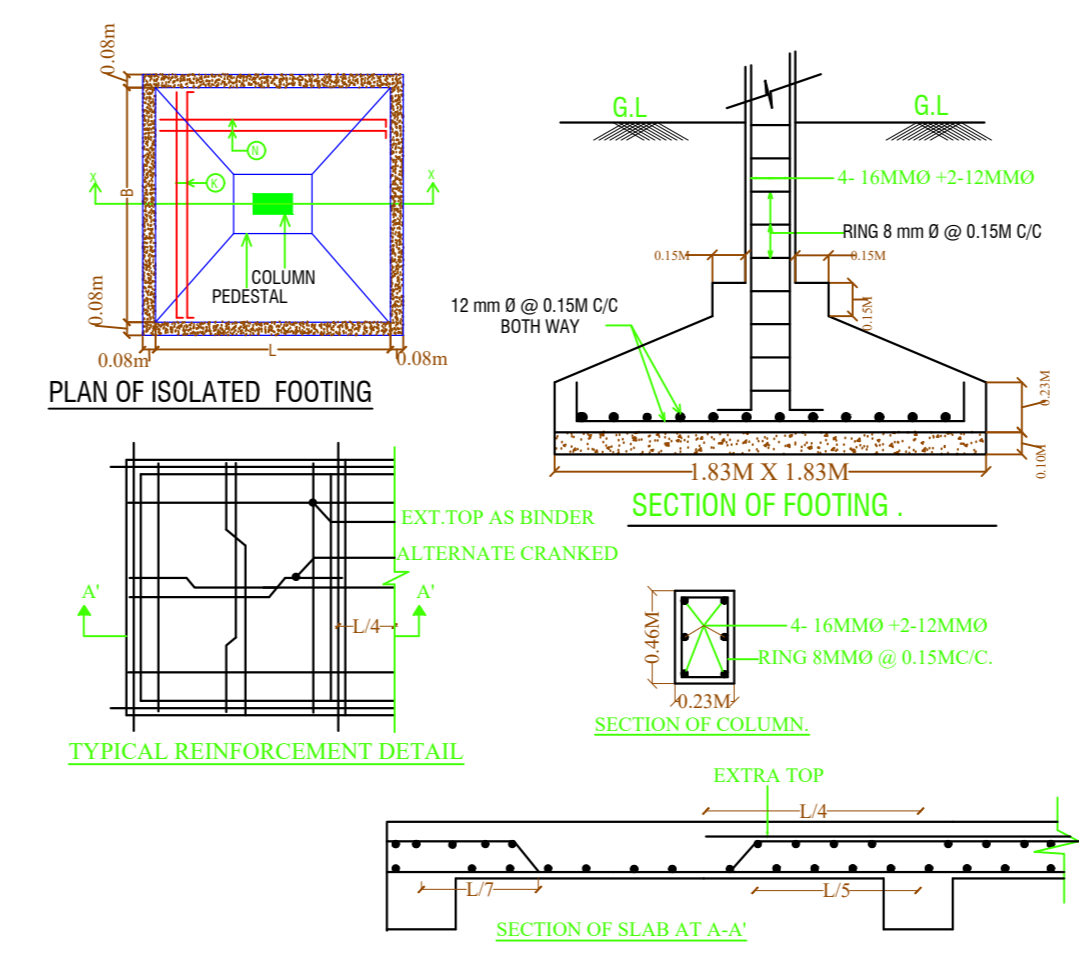 0.08m
B
X
X
N
K
COLUMN
PEDESTAL
0.08m
0.08m
L
0.08m
PLAN OF ISOLATED FOOTING
G.L
G.L
4- 16MMØ +2-12MMØ
RING 8 mm Ø @ 0.15M C/C
0.15M
0.15M
0.15M
12 mm Ø @ 0.15M C/C
BOTH WAY
0.23M
0.10M
1.83M X 1.83M
SECTION OF FOOTING .
EXT.TOP AS BINDER
ALTERNATE CRANKED
A'
A'
L/4
TYPICAL REINFORCEMENT DETAIL
0.46M
4- 16MMØ +2-12MMØ
RING 8MMØ @ 0.15MC/C.
0.23M
SECTION OF COLUMN.
EXTRA TOP
L/4
L/7
L/5
SECTION OF SLAB AT A-A'